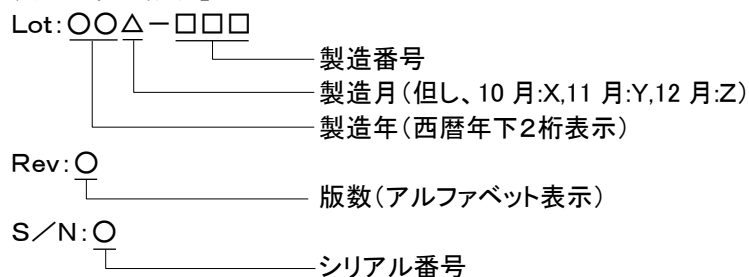 Lot:○○△－□□□
製造番号
製造月(但し、10 月:X,11 月:Y,12 月:Z)
製造年(西暦年下2桁表示)
Rev:○
版数(アルファベット表示)
S／N:○
シリアル番号